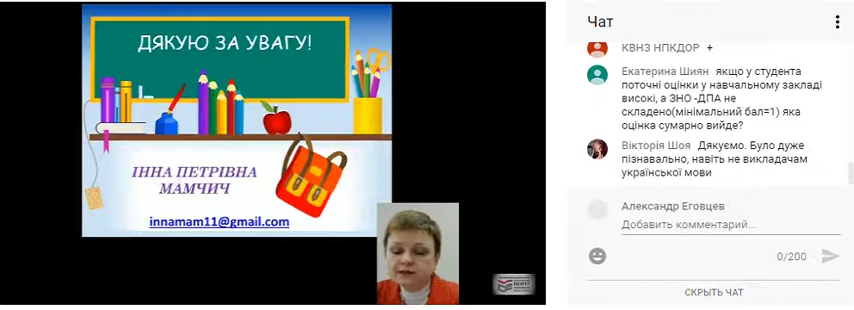 ДЯКУЮ ЗА УВАГУ!
ІННА ПЕТРІВНА
МАМЧИЧ
innamam11@gmail.com
ЦЕНТР
Чат
КВНЗ НПКДОР +
Екатерина Шиян якщо у студента
поточні оцінки у навчальному закладі
високі, а ЗНО -ДПА не
складено(мінімальний бал=1) яка
оцінка сумарно вийде?
Вікторія Шоя Дякуємо. Було дуже
пізнавально, навіть не викладачам
української мови
Александр Еговцев
Добавить комментарий...
0/200
СКРЫТЬ ЧАТ